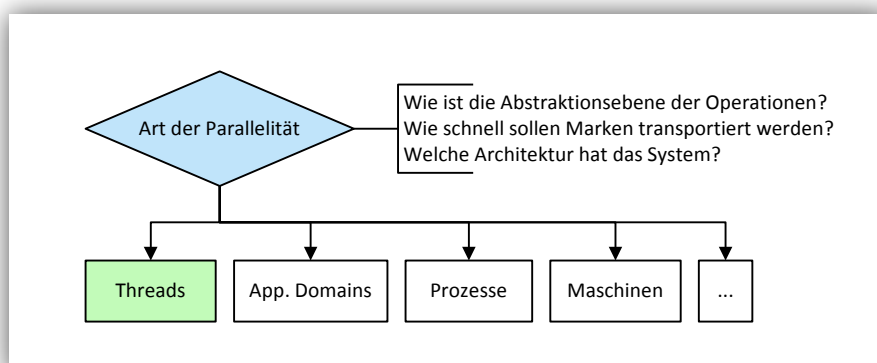 Art der Parallelität
Wie ist die Abstraktionsebene der Operationen?
Wie schnell sollen Marken transportiert werden?
Welche Architektur hat das System?
Threads
App. Domains
Prozesse
Maschinen
...